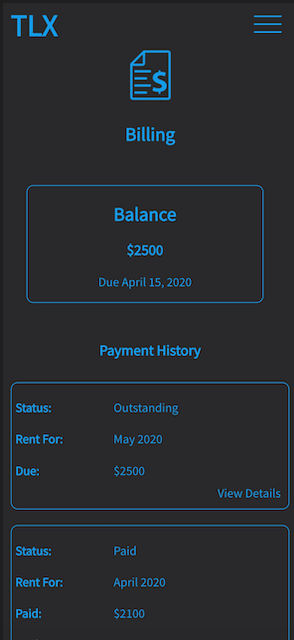 TLX
$
Billing
Balance
$2500
Due April 15, 2020
Payment History
Status: Outstanding
Rent For: May 2020
Due: $2500
View Details
Status: Paid
Rent For: April 2020
Paid: $2100